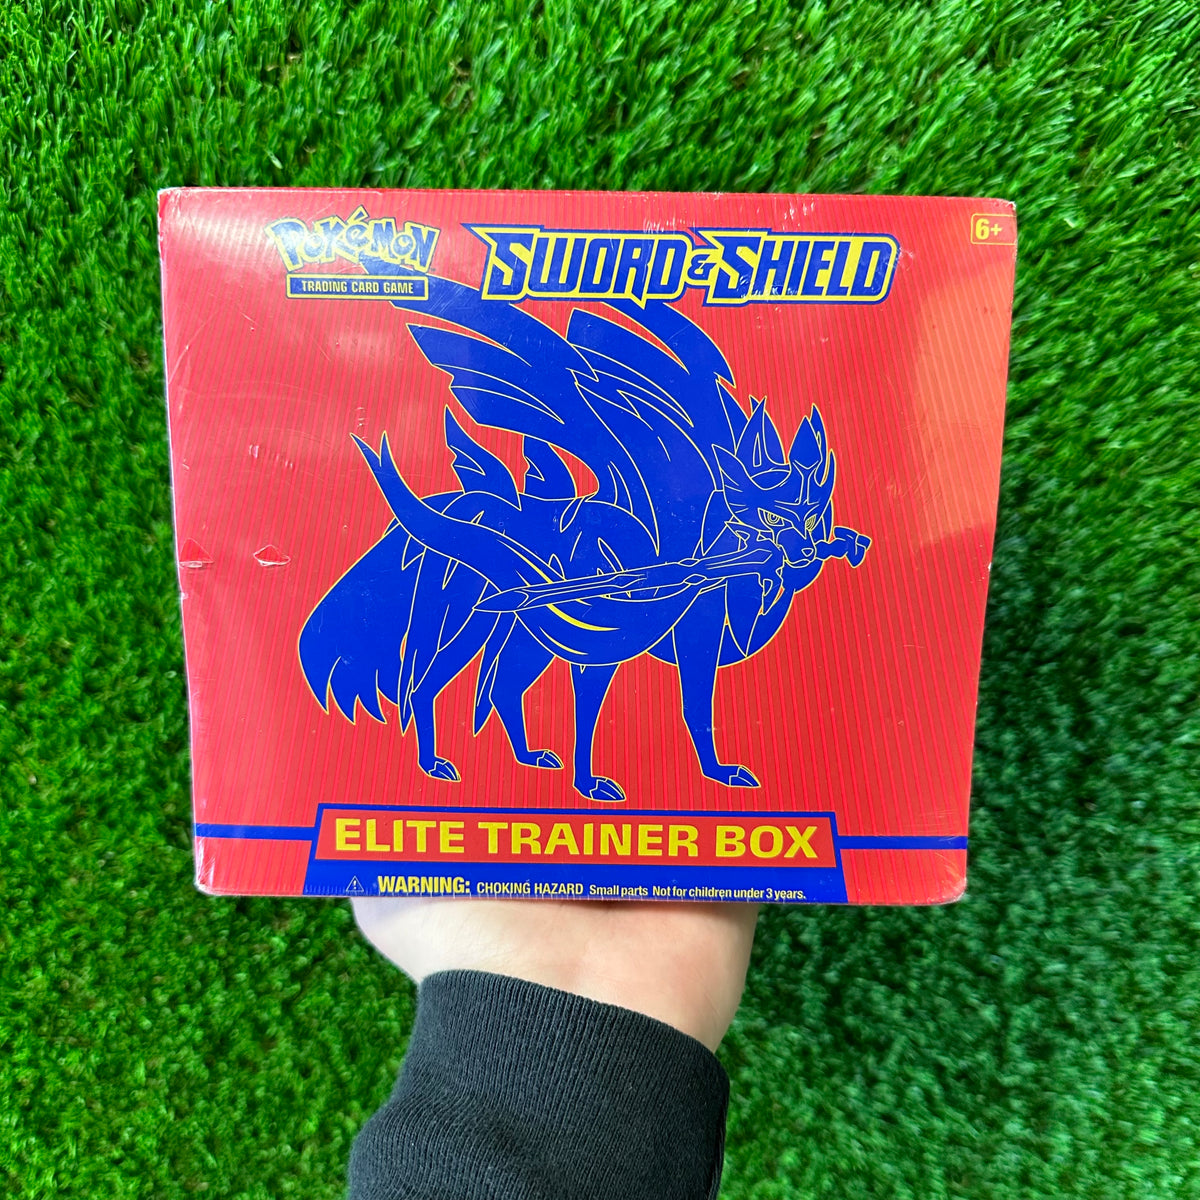 POKéMON
TRADING CARD GAME
SWORD & SHIELD
6+
ELITE TRAINER BOX
⚠ WARNING: CHOKING HAZARD Small parts Not for children under 3 years.